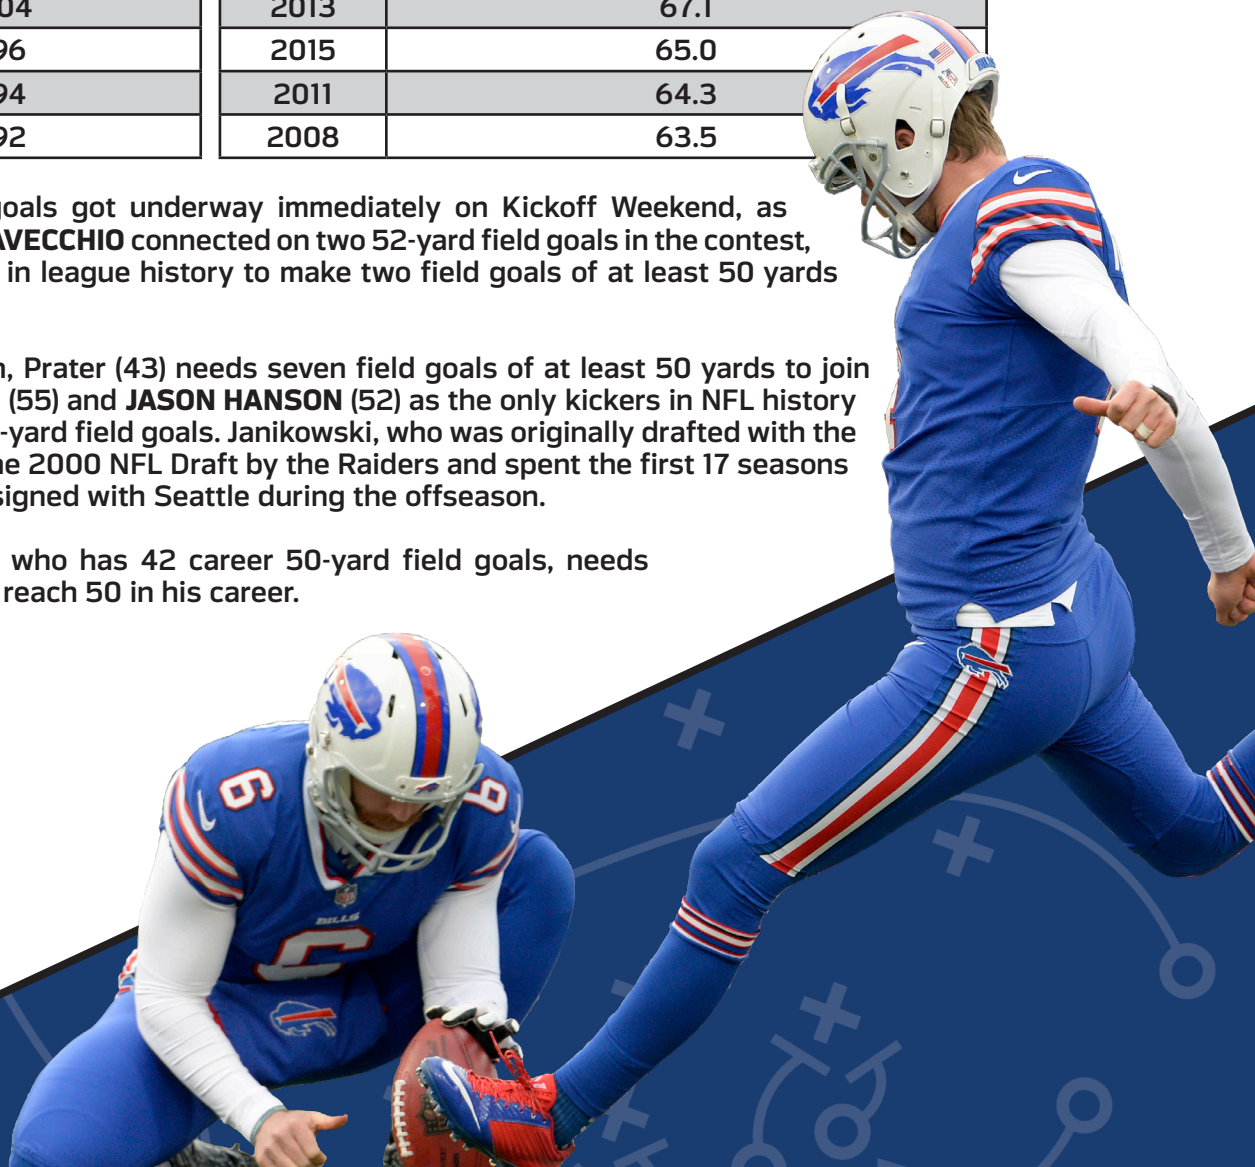 04 2013 67.1
96 2015 65.0
94 2011 64.3
92 2008 63.5
goals got underway immediately on Kickoff Weekend, as
AVECCHIO connected on two 52-yard field goals in the contest,
in league history to make two field goals of at least 50 yards
n, Prater (43) needs seven field goals of at least 50 yards to join
(55) and JASON HANSON (52) as the only kickers in NFL history
-yard field goals. Janikowski, who was originally drafted with the
he 2000 NFL Draft by the Raiders and spent the first 17 seasons
signed with Seattle during the offseason.
who has 42 career 50-yard field goals, needs
reach 50 in his career.
6 6
BILLS
6